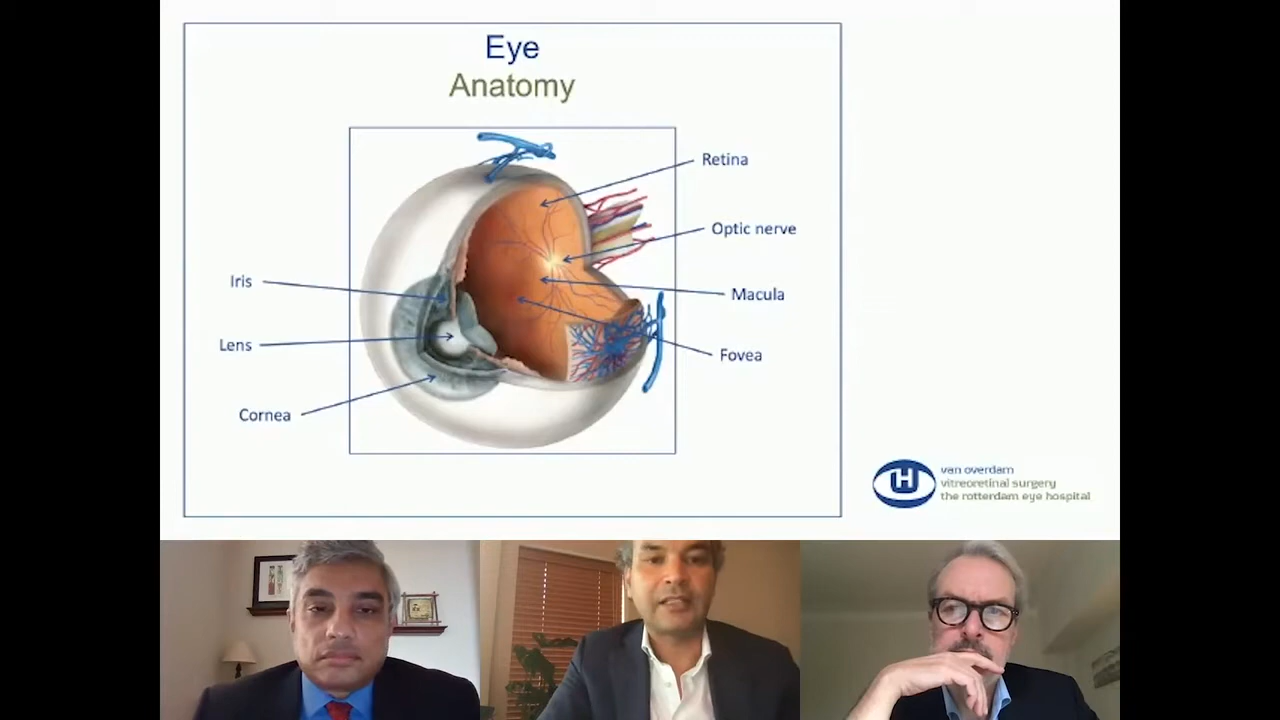 Eye
Anatomy
Retina
Optic nerve
Iris
Macula
Lens
Fovea
Cornea
H
van overdam
vitreoretinal surgery
the rotterdam eye hospital